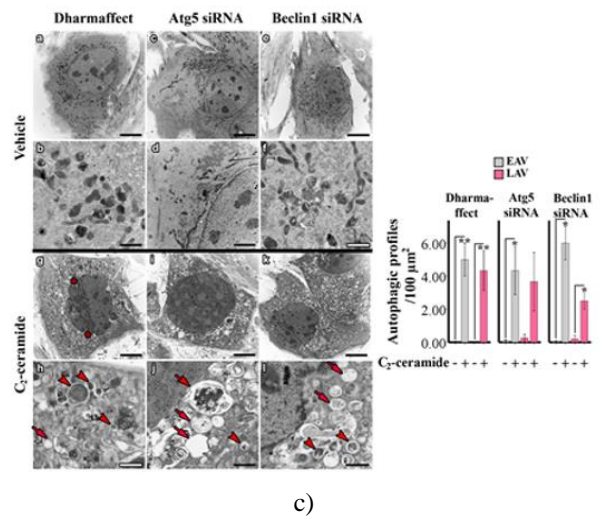 Dharmaffect Atg5 siRNA Beclin1 siRNA
Vehicle
a c e
b d f
C₂-ceramide
g i k
h j l
EAV
LAV
Dharma-
ffect
Atg5
siRNA
Beclin1
siRNA
** ** * * *
Autophagic profiles
/100 µm²
6.00
4.00
2.00
0.00
C₂-ceramide - + - + - + - + - + - +
c)